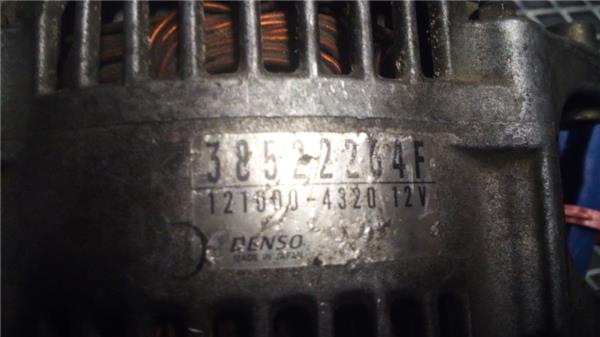 38522264F
121000-4320 12V
DENSO
MADE IN JAPAN